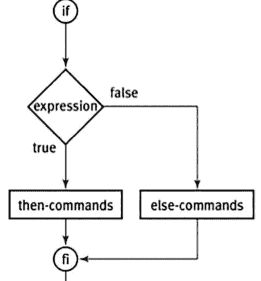 if
expression
false
true
then-commands
else-commands
fi